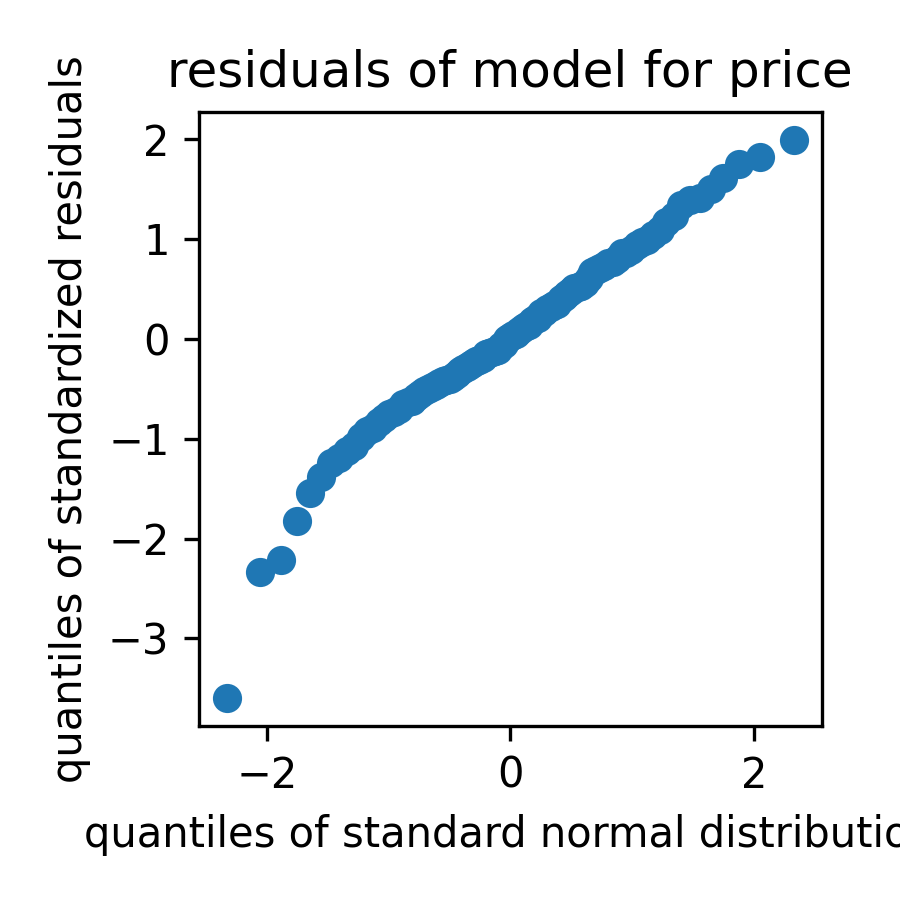 residuals of model for price
quantiles of standardized residuals
2
1
0
−1
−2
−3
−2 0 2
quantiles of standard normal distributio